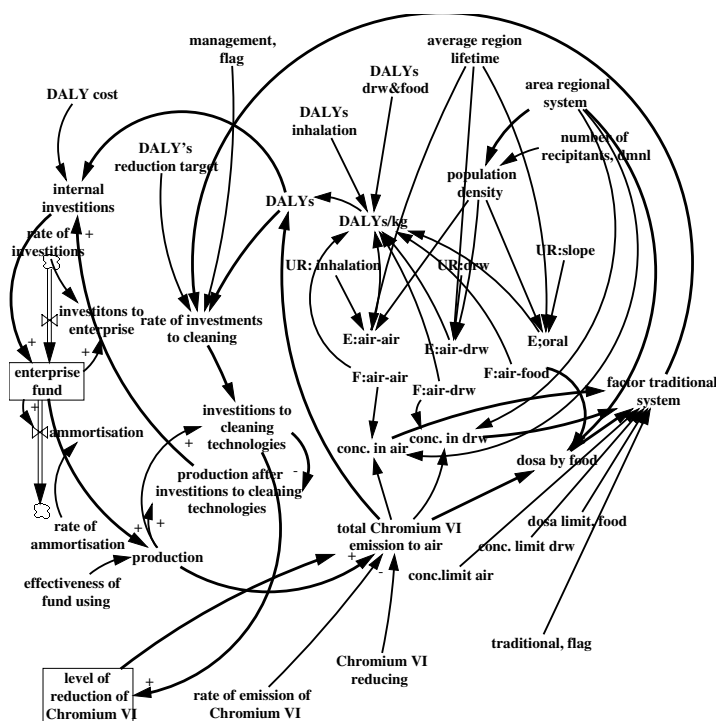 management,
flag
average region
lifetime
DALYs
drw&food
area regional
system
DALY cost
DALYs
inhalation
DALY's
reduction target
number of
recipitants, dmnl
population
density
internal
investitions
DALYs
DALYs/kg
rate of
investitions
+
UR: inhalation
UR:drw
UR:slope
investitons to
enterprise
rate of investments
to cleaning
E:air-air
E:air-drw
E;oral
+
+
enterprise
fund
F:air-air
F:air-drw
F:air-food
factor traditional
system
+
ammortisation
investitions to
cleaning
technologies
+
conc. in air
conc. in drw
dosa by food
-
production after
investitions to cleaning
technologies
rate of
ammortisation
+
+
production
total Chromium VI
emission to air
+
-
dosa limit, food
conc. limit drw
conc.limit air
effectiveness of
fund using
traditional, flag
Chromium VI
reducing
level of
reduction of
Chromium VI
+
rate of emission of
Chromium VI